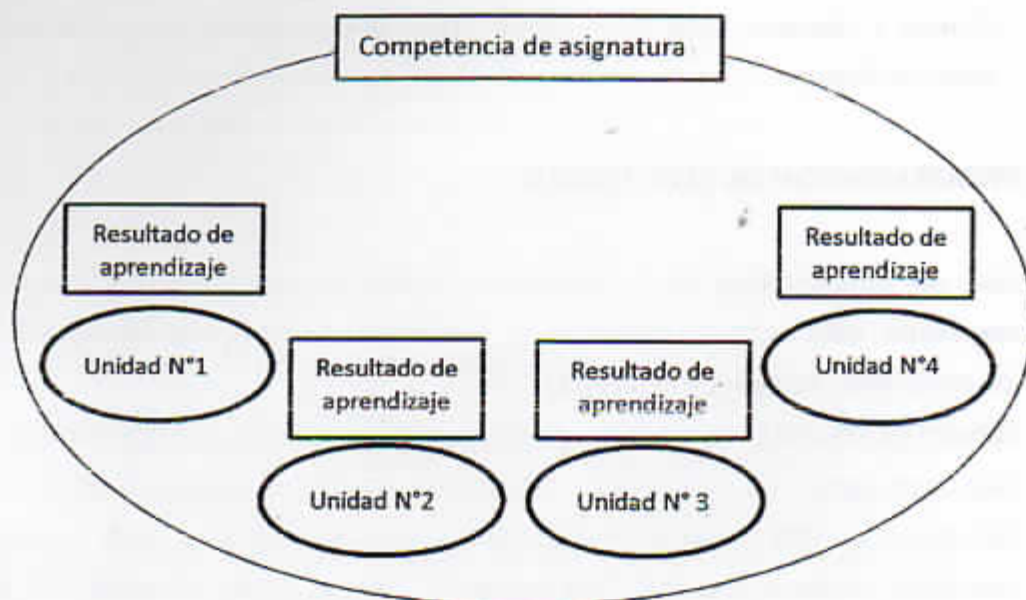 Competencia de asignatura
Resultado de
aprendizaje
Unidad N°1
Resultado de
aprendizaje
Unidad N°2
Resultado de
aprendizaje
Unidad N° 3
Resultado de
aprendizaje
Unidad N°4